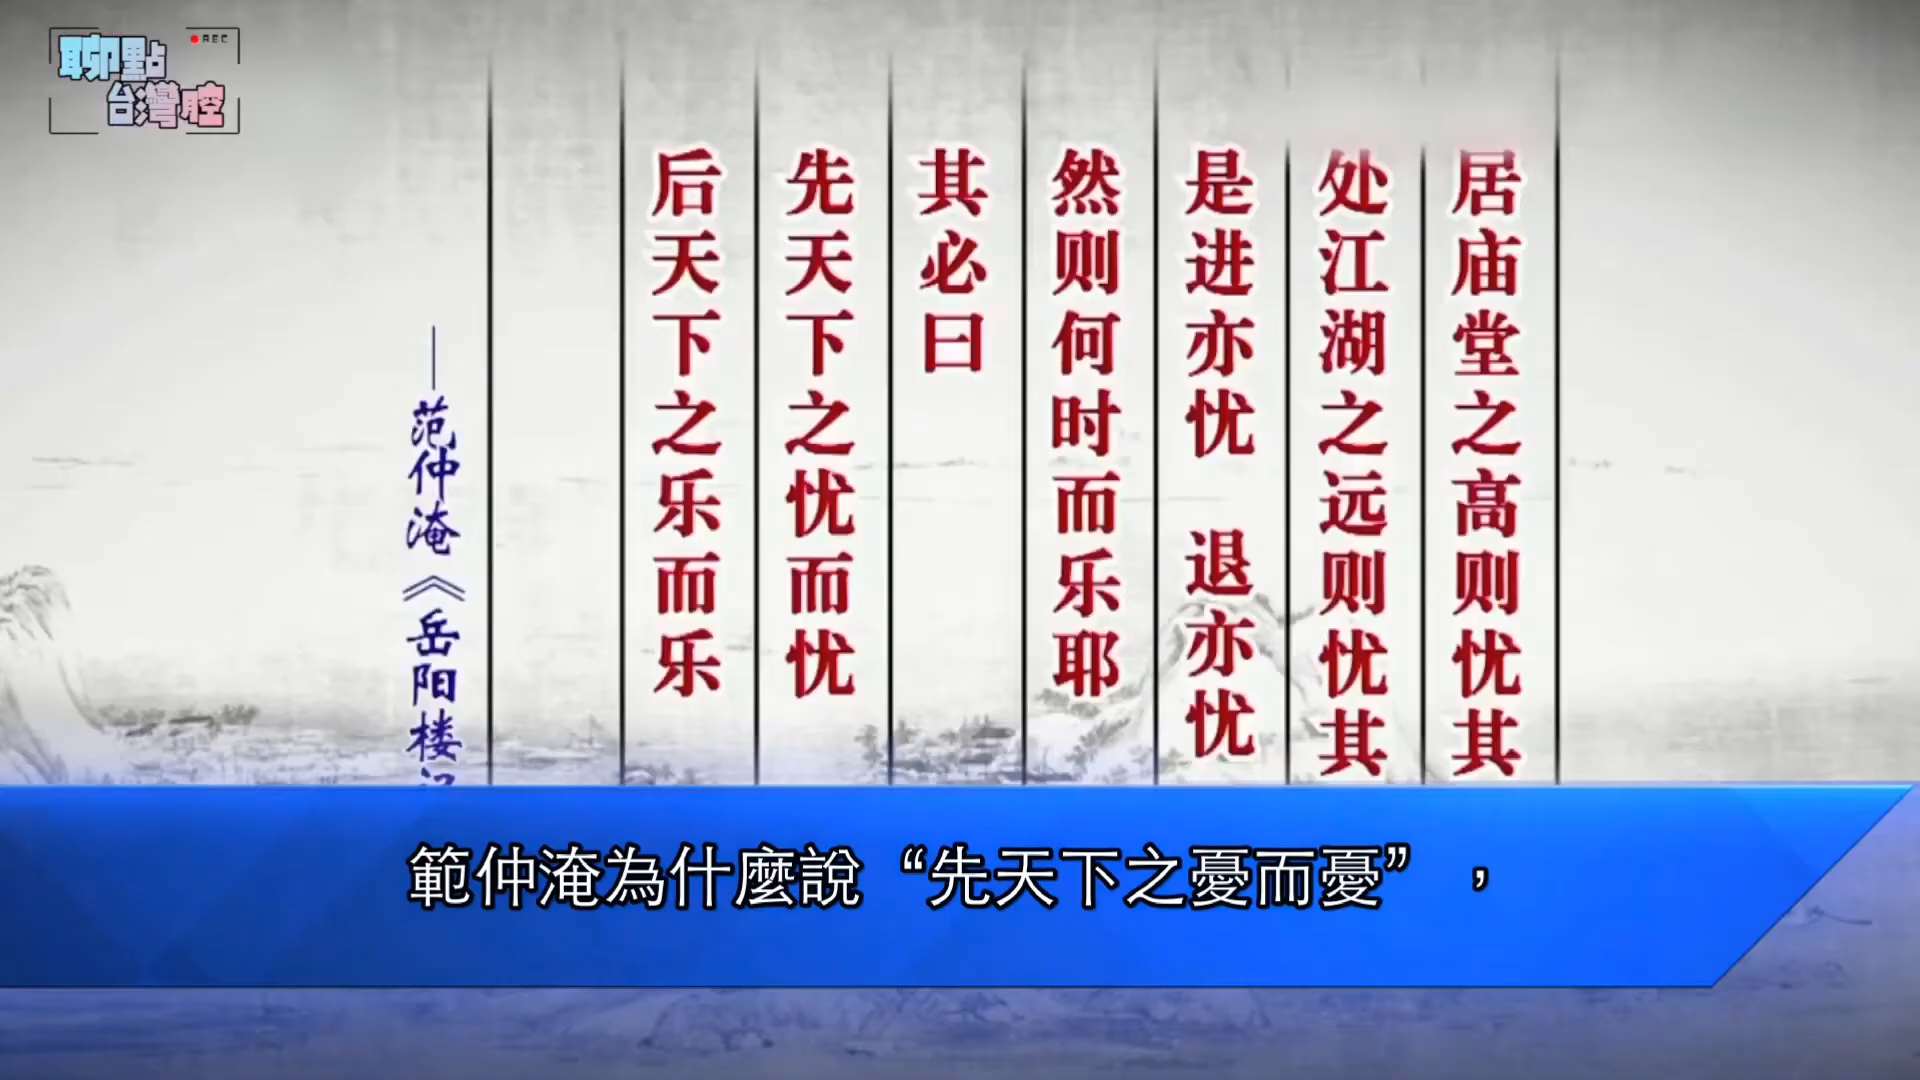 聊點
台灣腔
REC
居庙堂之高则忧其
处江湖之远则忧其
是进亦忧 退亦忧
然则何时而乐耶
其必曰
先天下之忧而忧
后天下之乐而乐
—范仲淹《岳阳楼
範仲淹為什麼說“先天下之憂而憂”，